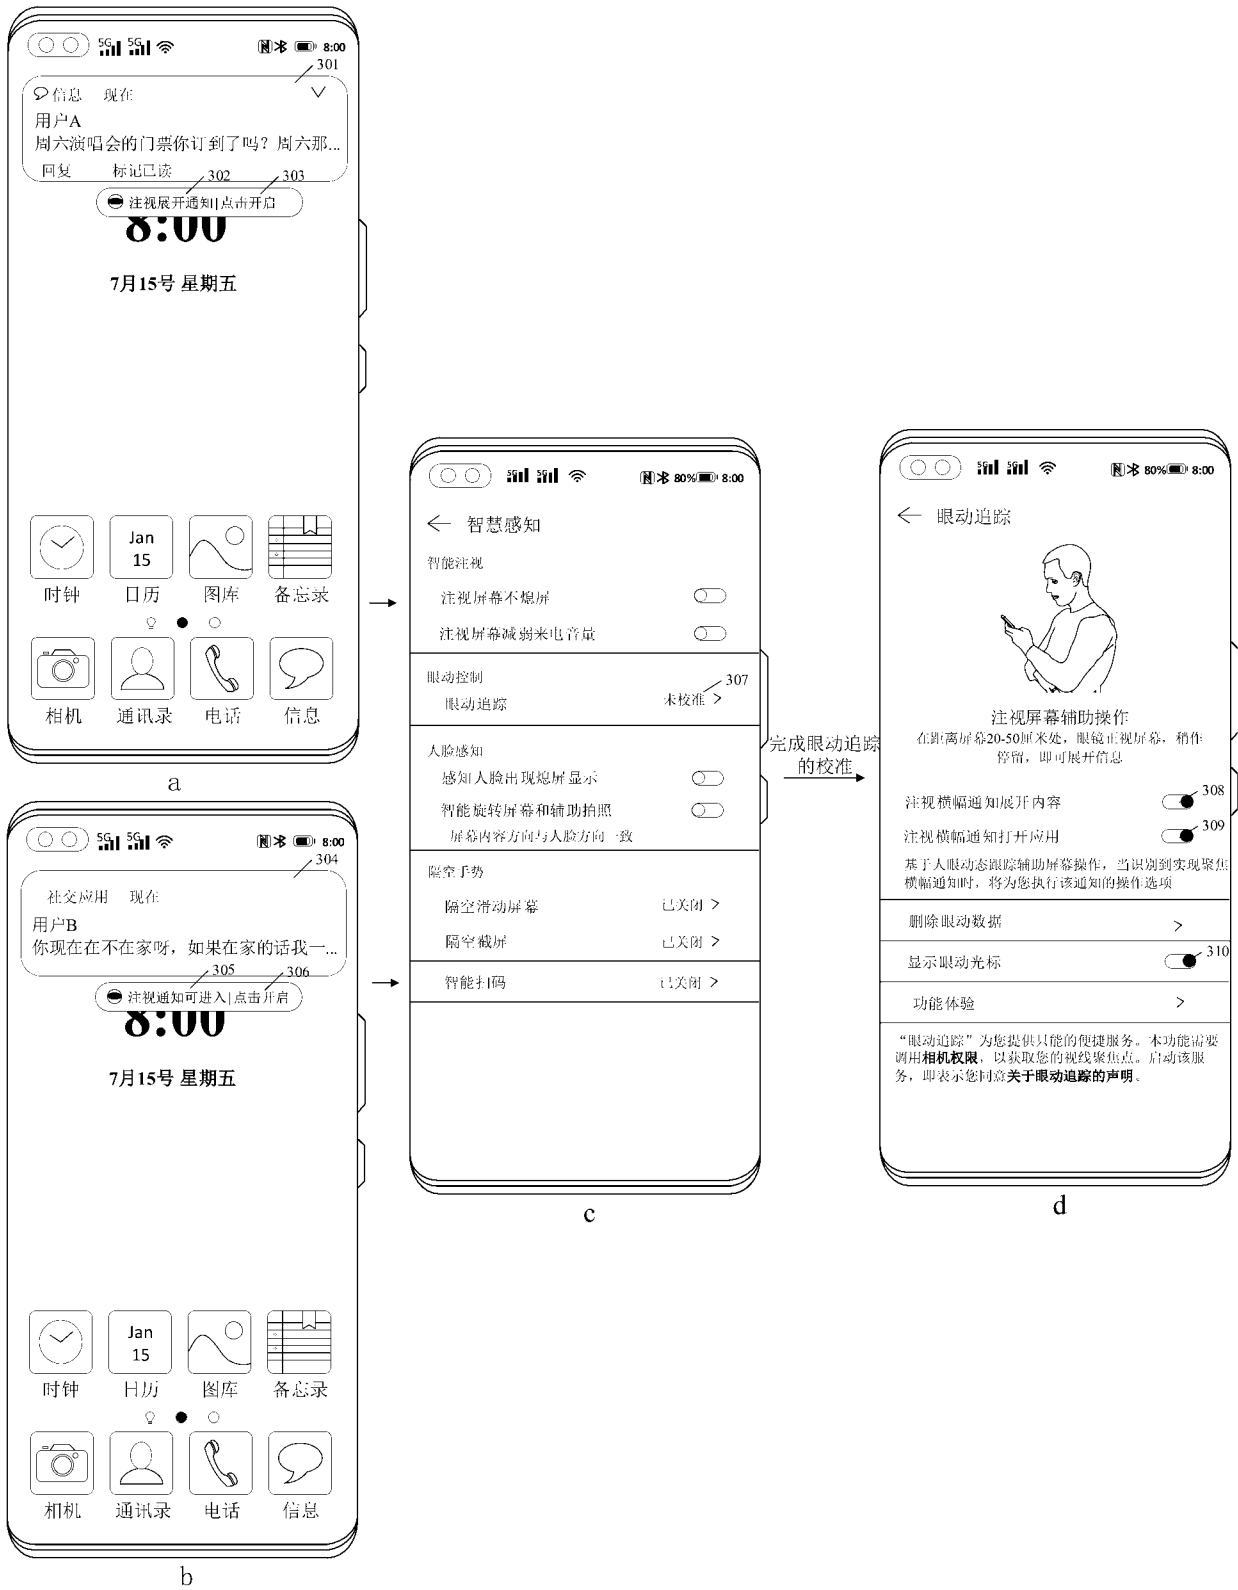 5G 5G 8:00
301
信息 现在
用户A
周六演唱会的门票你订到了吗？周六那...
回复 标记已读
302 303
注视展开通知|点击开启
8:00
7月15号 星期五
Jan
15
时钟 日历 图库 备忘录
相机 通讯录 电话 信息
a
5G 5G 8:00
304
社交应用 现在
用户B
你现在在不在家呀，如果在家的话我一...
305 306
注视通知可进入|点击开启
8:00
7月15号 星期五
Jan
15
时钟 日历 图库 备忘录
相机 通讯录 电话 信息
b
5G 5G 80% 8:00
智慧感知
智能注视
注视屏幕不熄屏
注视屏幕减弱来电音量
眼动控制
307
眼动追踪 未校准
人脸感知
感知人脸出现熄屏显示
智能旋转屏幕和辅助拍照
屏幕内容方向与人脸方向一致
隔空手势
隔空滑动屏幕 已关闭
隔空截屏 已关闭
智能扫码 已关闭
c
完成眼动追踪
的校准
5G 5G 80% 8:00
眼动追踪
注视屏幕辅助操作
在距离屏幕20-50厘米处，眼镜正视屏幕，稍作
停留，即可展开信息
注视横幅通知展开内容 308
注视横幅通知打开应用 309
基于人眼动态跟踪辅助屏幕操作，当识别到实现聚焦
横幅通知时，将为您执行该通知的操作选项
删除眼动数据
显示眼动光标 310
功能体验
“眼动追踪”为您提供只能的便捷服务。本功能需要
调用相机权限，以获取您的视线聚焦点。启动该服
务，即表示您同意关于眼动追踪的声明。
d